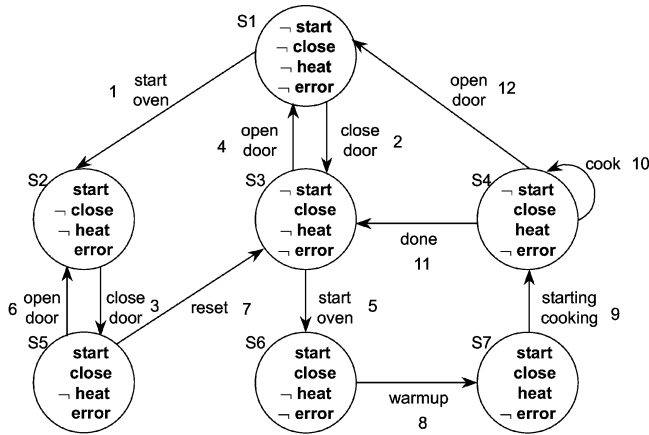 S1
¬ start
¬ close
¬ heat
¬ error
1 start
oven
open
door 12
4 open
door
close
door 2
S2
start
¬ close
¬ heat
error
S3
¬ start
close
¬ heat
¬ error
S4
¬ start
close
heat
¬ error
cook 10
done
11
6 open
door
close
door 3
reset 7
start
oven 5
starting
cooking 9
S5
start
close
¬ heat
error
S6
start
close
¬ heat
¬ error
S7
start
close
heat
¬ error
warmup
8